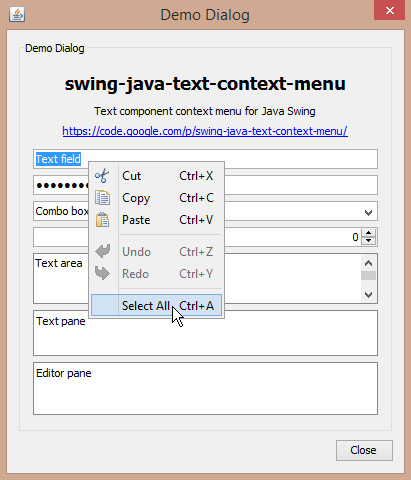 Demo Dialog
Demo Dialog
swing-java-text-context-menu
Text component context menu for Java Swing
https://code.google.com/p/swing-java-text-context-menu/
Text field
Cut Ctrl+X
Copy Ctrl+C
Paste Ctrl+V
Undo Ctrl+Z
Redo Ctrl+Y
Select All Ctrl+A
Combo box
0
Text area
Text pane
Editor pane
Close